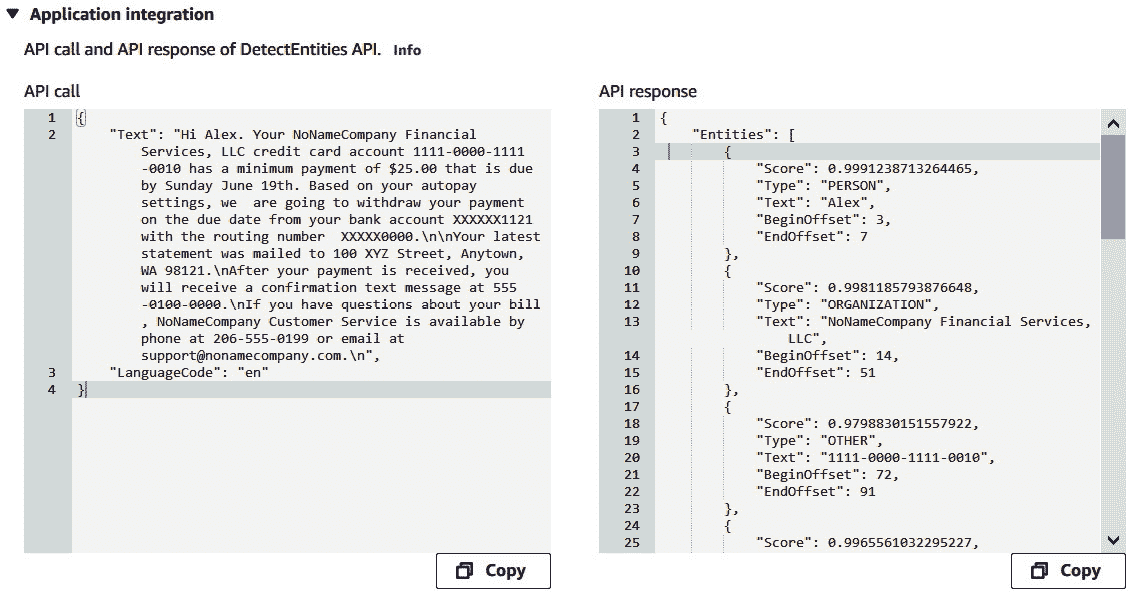 Application integration
API call and API response of DetectEntities API. Info
API call
1 {
2 "Text": "Hi Alex. Your NoNameCompany Financial
Services, LLC credit card account 1111-0000-1111
-0010 has a minimum payment of $25.00 that is due
by Sunday June 19th. Based on your autopay
settings, we  are going to withdraw your payment
on the due date from your bank account XXXXXX1121
with the routing number  XXXXX0000.\n\nYour latest
statement was mailed to 100 XYZ Street, Anytown,
WA 98121.\nAfter your payment is received, you
will receive a confirmation text message at 555
-0100-0000.\nIf you have questions about your bill
, NoNameCompany Customer Service is available by
phone at 206-555-0199 or email at
support@nonamecompany.com.\n",
3 "LanguageCode": "en"
4 }
Copy
API response
1 {
2 "Entities": [
3 {
4 "Score": 0.9991238713264465,
5 "Type": "PERSON",
6 "Text": "Alex",
7 "BeginOffset": 3,
8 "EndOffset": 7
9 },
10 {
11 "Score": 0.9981185793876648,
12 "Type": "ORGANIZATION",
13 "Text": "NoNameCompany Financial Services,
LLC",
14 "BeginOffset": 14,
15 "EndOffset": 51
16 },
17 {
18 "Score": 0.9798830151557922,
19 "Type": "OTHER",
20 "Text": "1111-0000-1111-0010",
21 "BeginOffset": 72,
22 "EndOffset": 91
23 },
24 {
25 "Score": 0.9965561032295227,
Copy